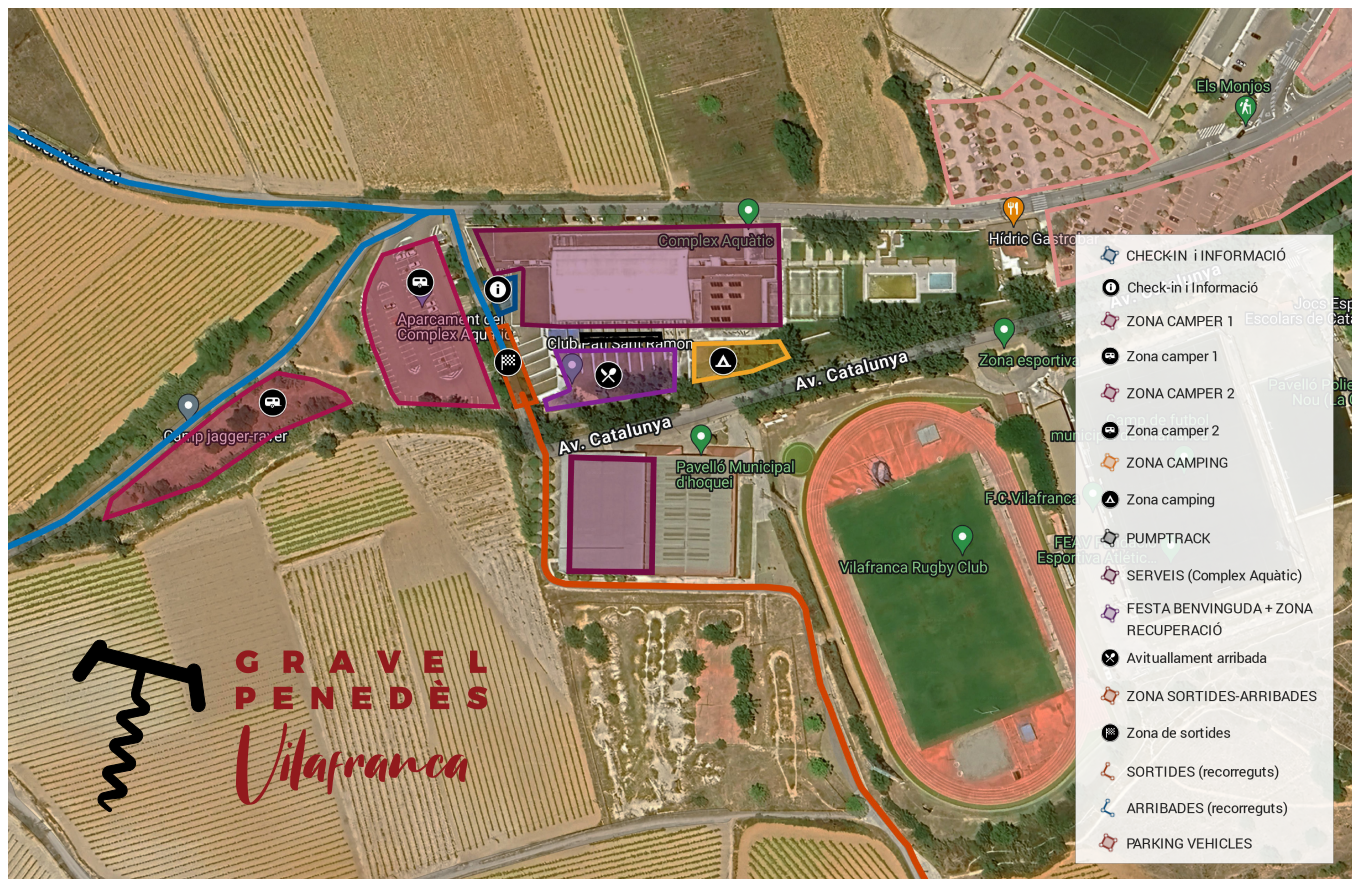 Els Monjos
Complex Aquàtic
Hídric Gastrobar
Aparcament del
Complex Aquàtic
Club Patí Sant Ramon
Zona esportiva
Av. Catalunya
Av. Catalunya
Av. Catalunya
Camp jagger-raver
Pavelló Municipal
d'hoquei
F.C. Vilafranca
Vilafranca Rugby Club
GRAVEL
PENEDÈS
Vilafranca
CHECK-IN i INFORMACIÓ
Check-in i Informació
ZONA CAMPER 1
Zona camper 1
ZONA CAMPER 2
Zona camper 2
ZONA CAMPING
Zona camping
PUMPTRACK
SERVEIS (Complex Aquàtic)
FESTA BENVINGUDA + ZONA
RECUPERACIÓ
Avituallament arribada
ZONA SORTIDES-ARRIBADES
Zona de sortides
SORTIDES (recorreguts)
ARRIBADES (recorreguts)
PARKING VEHICLES